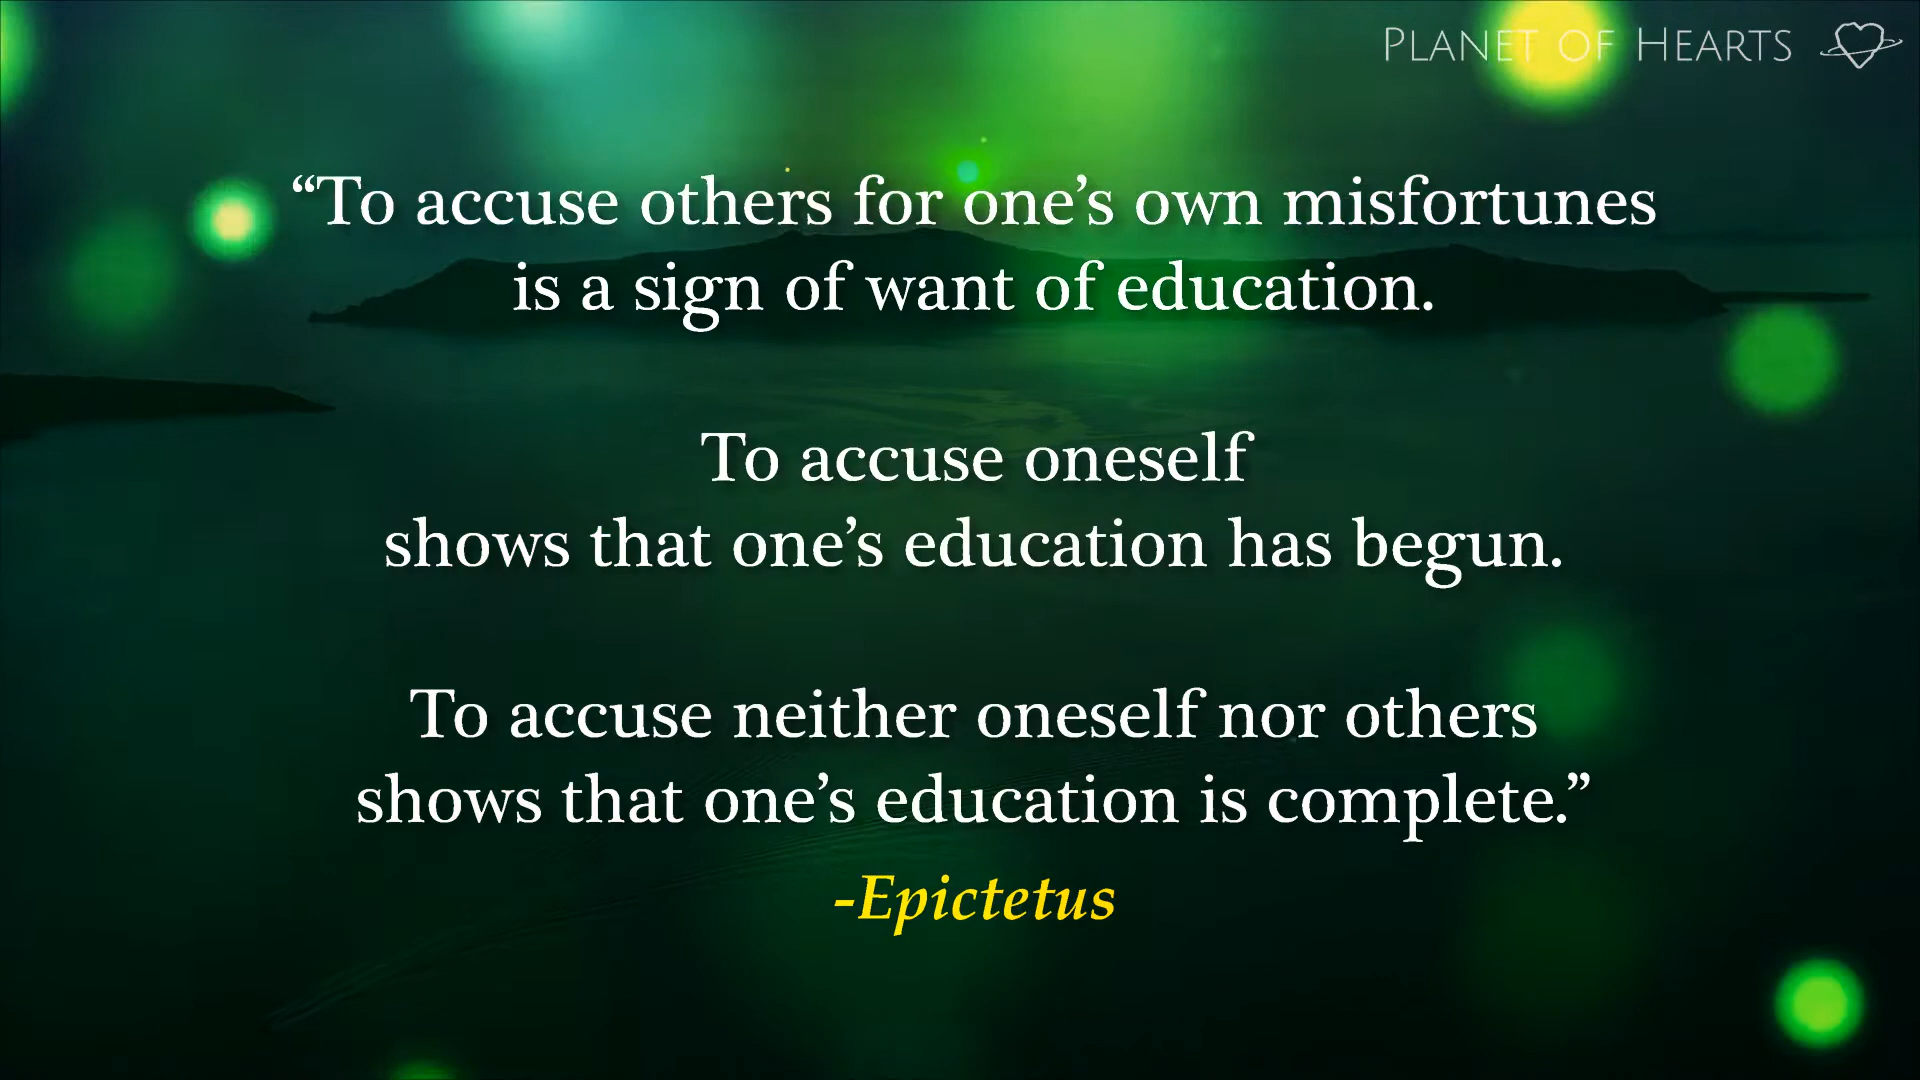 PLANET OF HEARTS
“To accuse others for one’s own misfortunes
is a sign of want of education.
To accuse oneself
shows that one’s education has begun.
To accuse neither oneself nor others
shows that one’s education is complete.”
-Epictetus